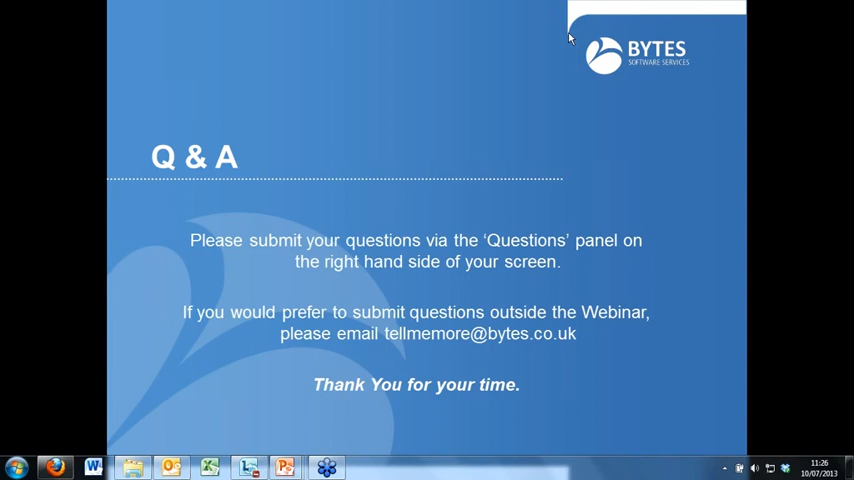 BYTES
SOFTWARE SERVICES
Q & A
Please submit your questions via the ‘Questions’ panel on
the right hand side of your screen.
If you would prefer to submit questions outside the Webinar,
please email tellmemore@bytes.co.uk
Thank You for your time.
11:26
10/07/2013